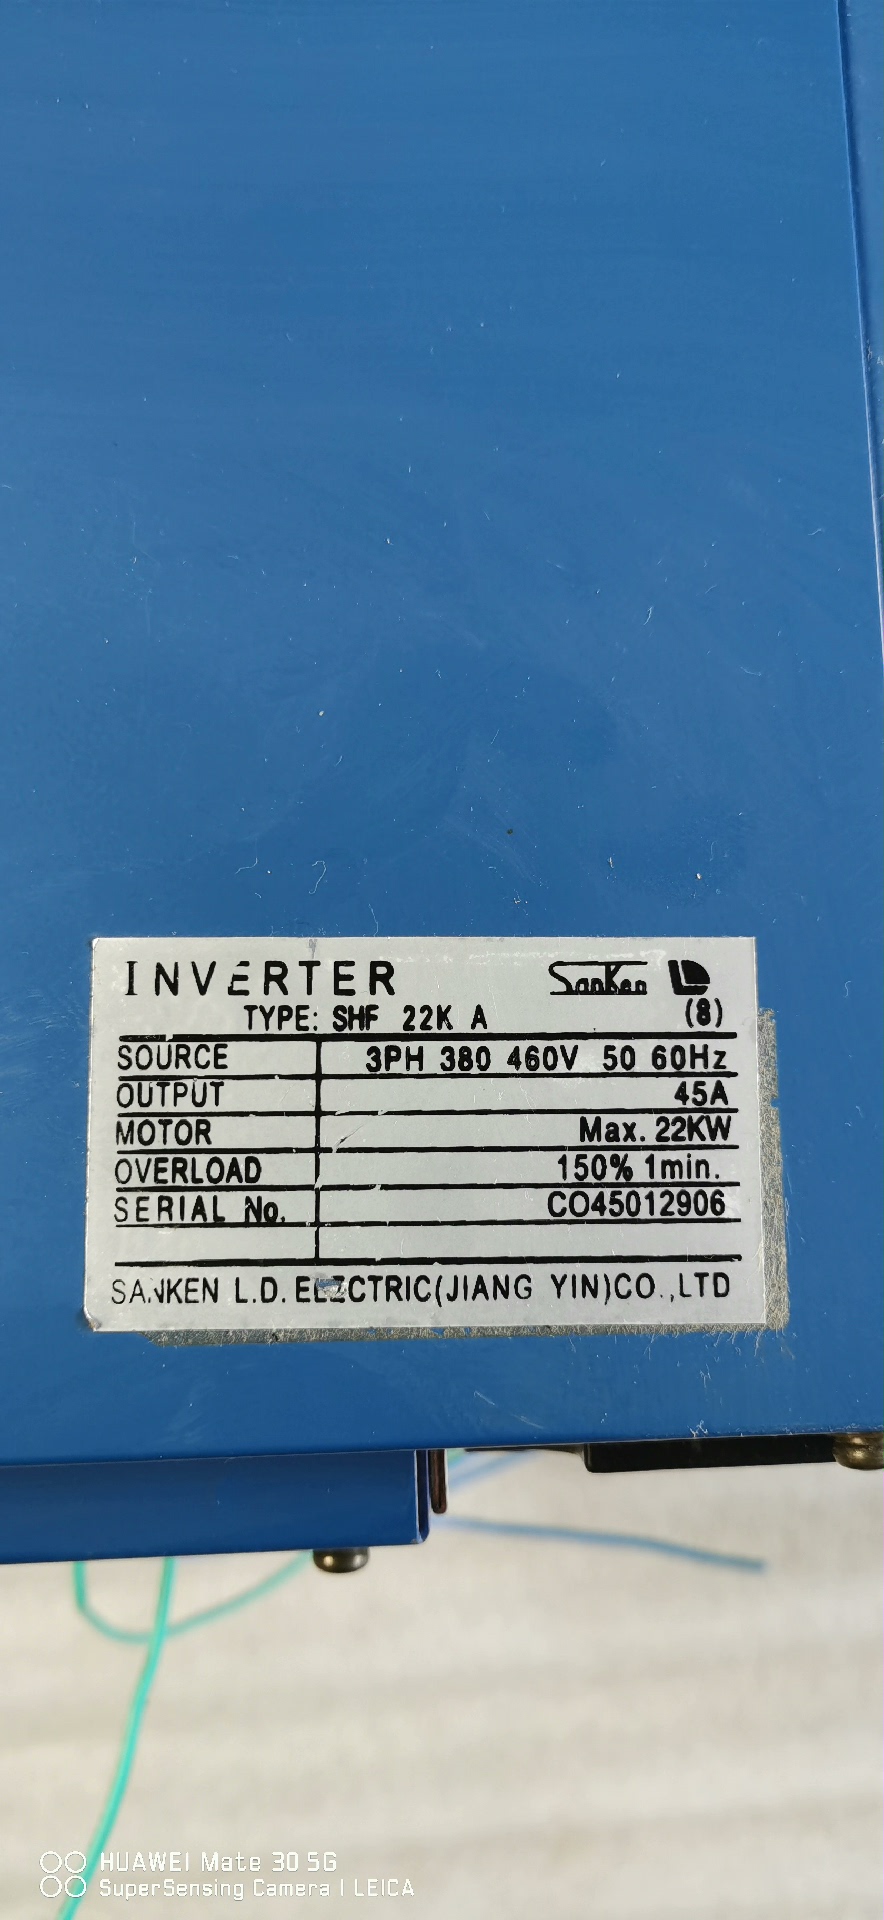 INVERTER SanKen
TYPE: SHF 22K A (8)
SOURCE 3PH 380 460V 50 60Hz
OUTPUT 45A
MOTOR Max. 22KW
OVERLOAD 150% 1min.
SERIAL No. CO45012906
SANKEN L.D. ELECTRIC(JIANG YIN)CO.,LTD
HUAWEI Mate 30 5G
SuperSensing Camera | LEICA